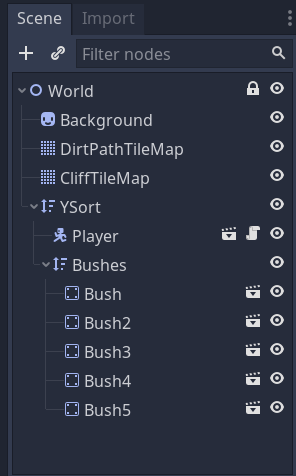 Scene Import
Filter nodes
World
Background
DirtPathTileMap
CliffTileMap
YSort
Player
Bushes
Bush
Bush2
Bush3
Bush4
Bush5